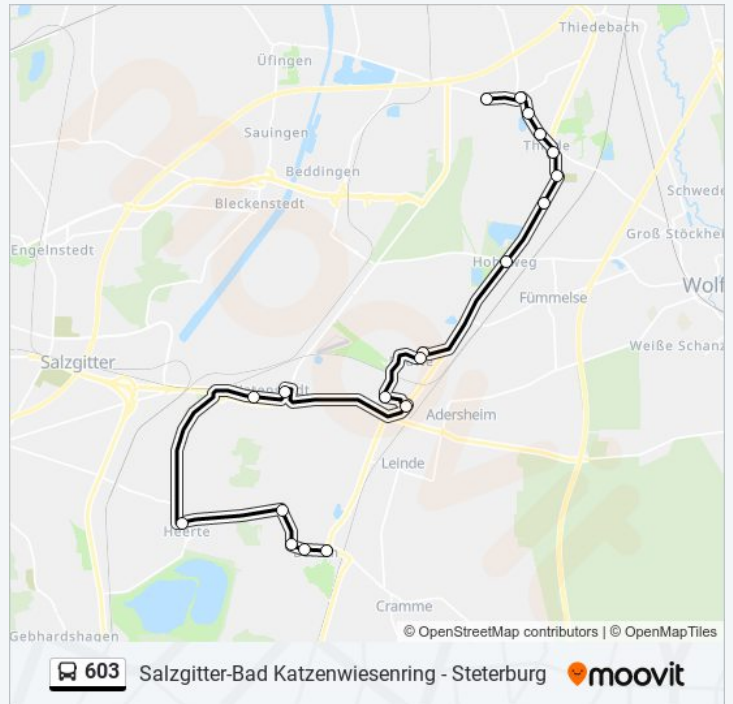 Thiedebach
Üfingen
Sauingen
Beddingen
Bleckenstedt
Schwede
Engelnstedt
Groß Stöckhei
Wolf
Fümmelse
Weiße Schanz
Salzgitter
Adersheim
Leinde
Heerte
Cramme
Gebhardshagen
© OpenStreetMap contributors | © OpenMapTiles
603 Salzgitter-Bad Katzenwiesenring - Steterburg moovit